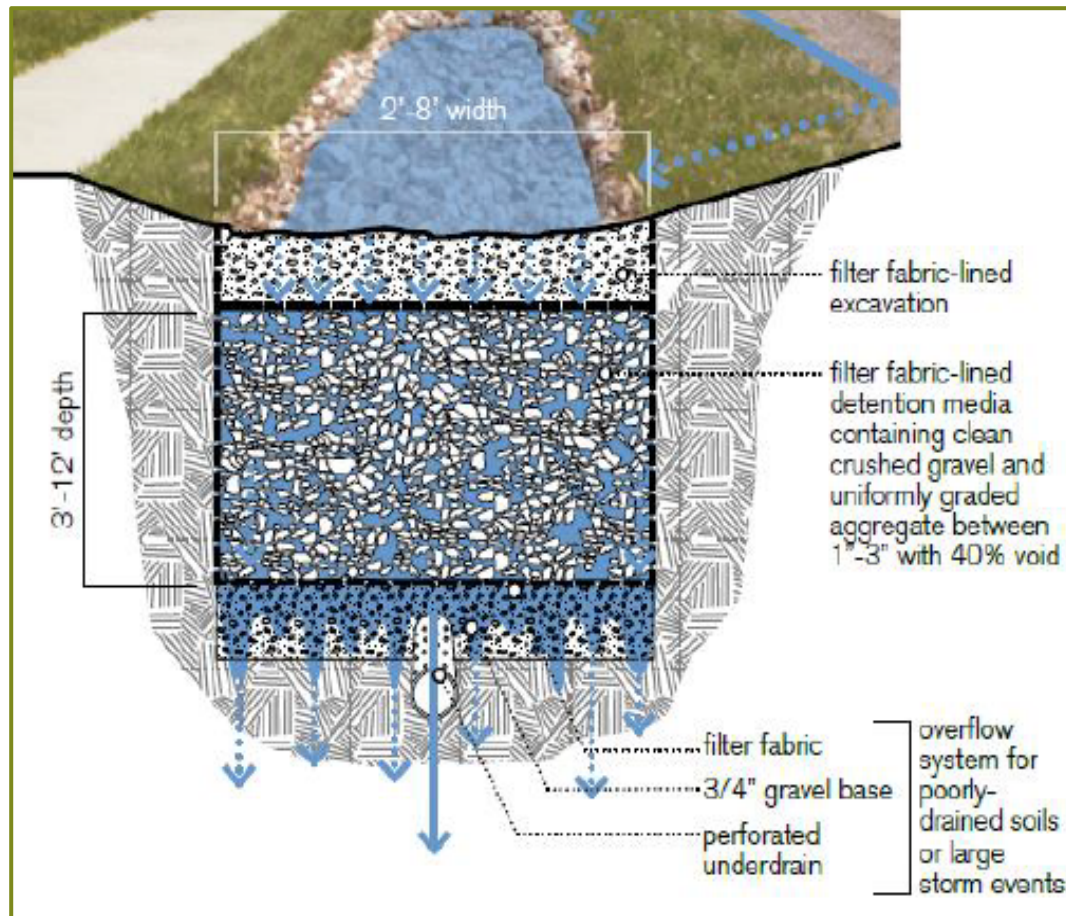 2'-8' width
filter fabric-lined
excavation
3'-12' depth
filter fabric-lined
detention media
containing clean
crushed gravel and
uniformly graded
aggregate between
1"-3" with 40% void
filter fabric
3/4" gravel base
perforated
underdrain
overflow
system for
poorly-
drained soils
or large
storm events